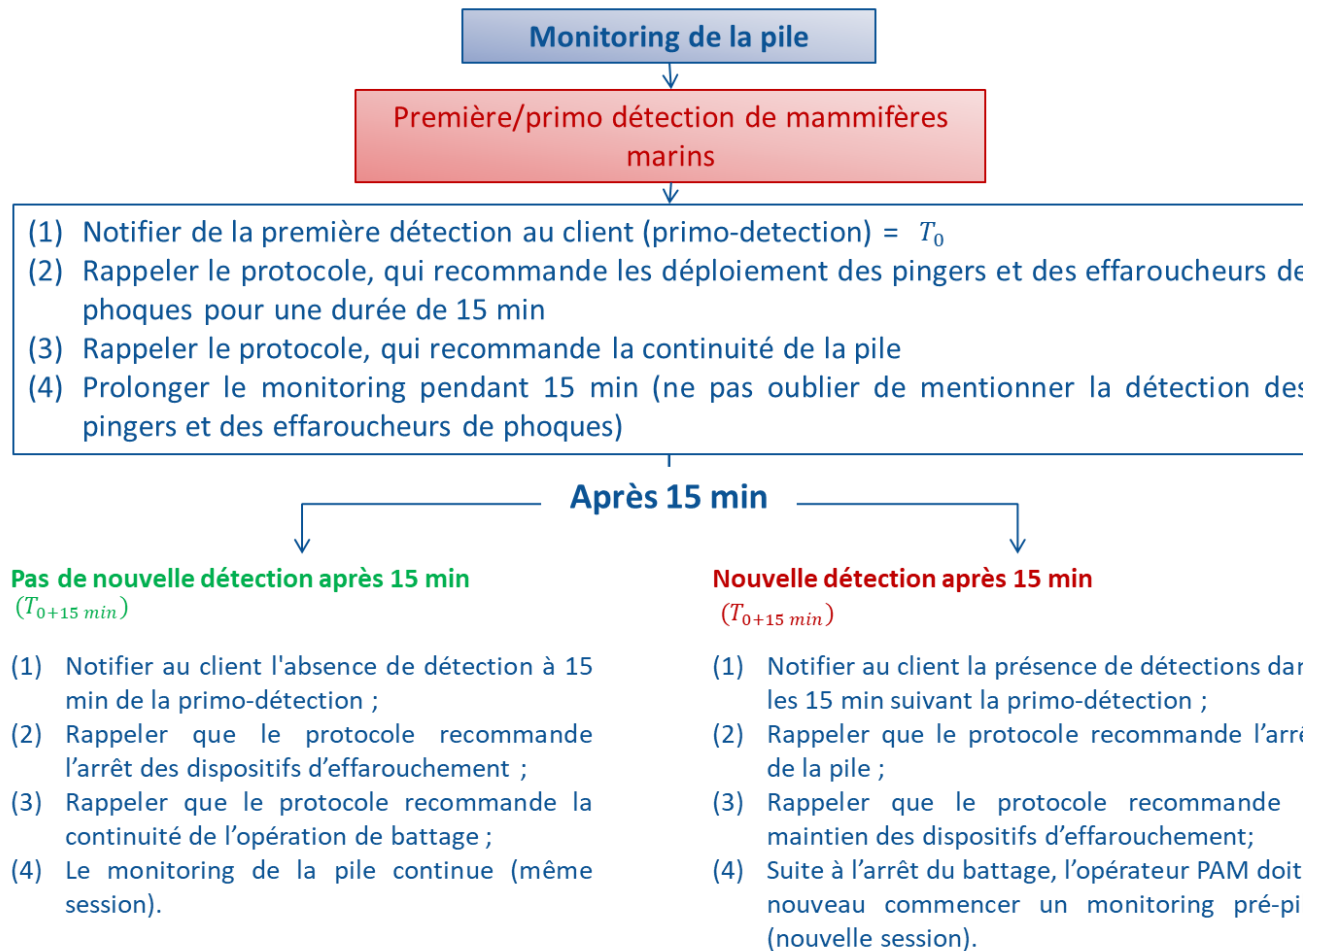 Monitoring de la pile
Première/primo détection de mammifères
marins
(1) Notifier de la première détection au client (primo-detection) = T₀
(2) Rappeler le protocole, qui recommande les déploiement des pingers et des effaroucheurs de
phoques pour une durée de 15 min
(3) Rappeler le protocole, qui recommande la continuité de la pile
(4) Prolonger le monitoring pendant 15 min (ne pas oublier de mentionner la détection des
pingers et des effaroucheurs de phoques)
Après 15 min
Pas de nouvelle détection après 15 min
(T₀₊₁₅ ₘᵢₙ)
(1) Notifier au client l'absence de détection à 15
min de la primo-détection ;
(2) Rappeler que le protocole recommande
l’arrêt des dispositifs d’effarouchement ;
(3) Rappeler que le protocole recommande la
continuité de l’opération de battage ;
(4) Le monitoring de la pile continue (même
session).
Nouvelle détection après 15 min
(T₀₊₁₅ ₘᵢₙ)
(1) Notifier au client la présence de détections dan
les 15 min suivant la primo-détection ;
(2) Rappeler que le protocole recommande l’arrê
de la pile ;
(3) Rappeler que le protocole recommande
maintien des dispositifs d’effarouchement;
(4) Suite à l’arrêt du battage, l’opérateur PAM doit
nouveau commencer un monitoring pré-pi
(nouvelle session).